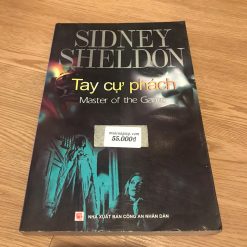 SIDNEY
SHELDON
Tay cự phách
Master of the Game
55.000đ
NHÀ XUẤT BẢN CÔNG AN NHÂN DÂN